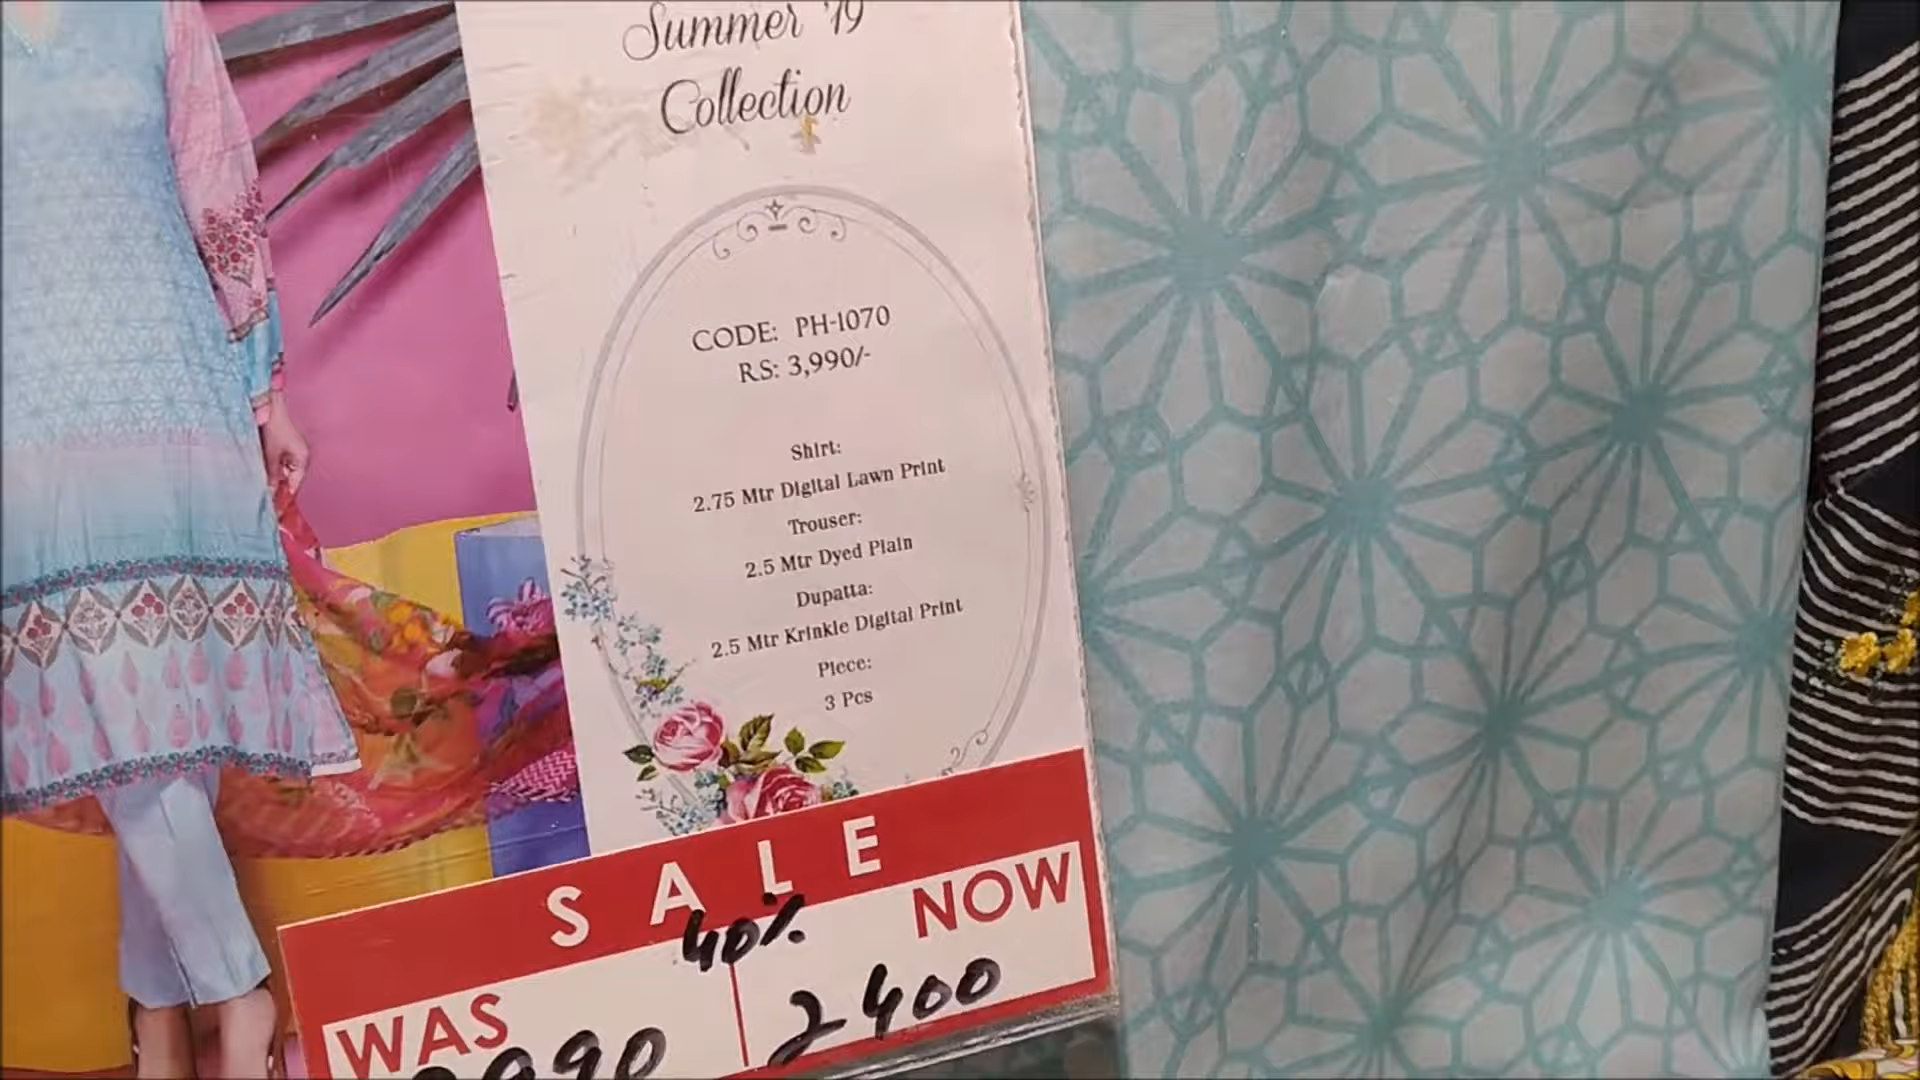 Summer '19
Collection
CODE: PH-1070
RS: 3,990/-
Shirt:
2.75 Mtr Digital Lawn Print
Trouser:
2.5 Mtr Dyed Plain
Dupatta:
2.5 Mtr Krinkle Digital Print
Piece:
3 Pcs
SALE
40%
WAS
NOW
2400